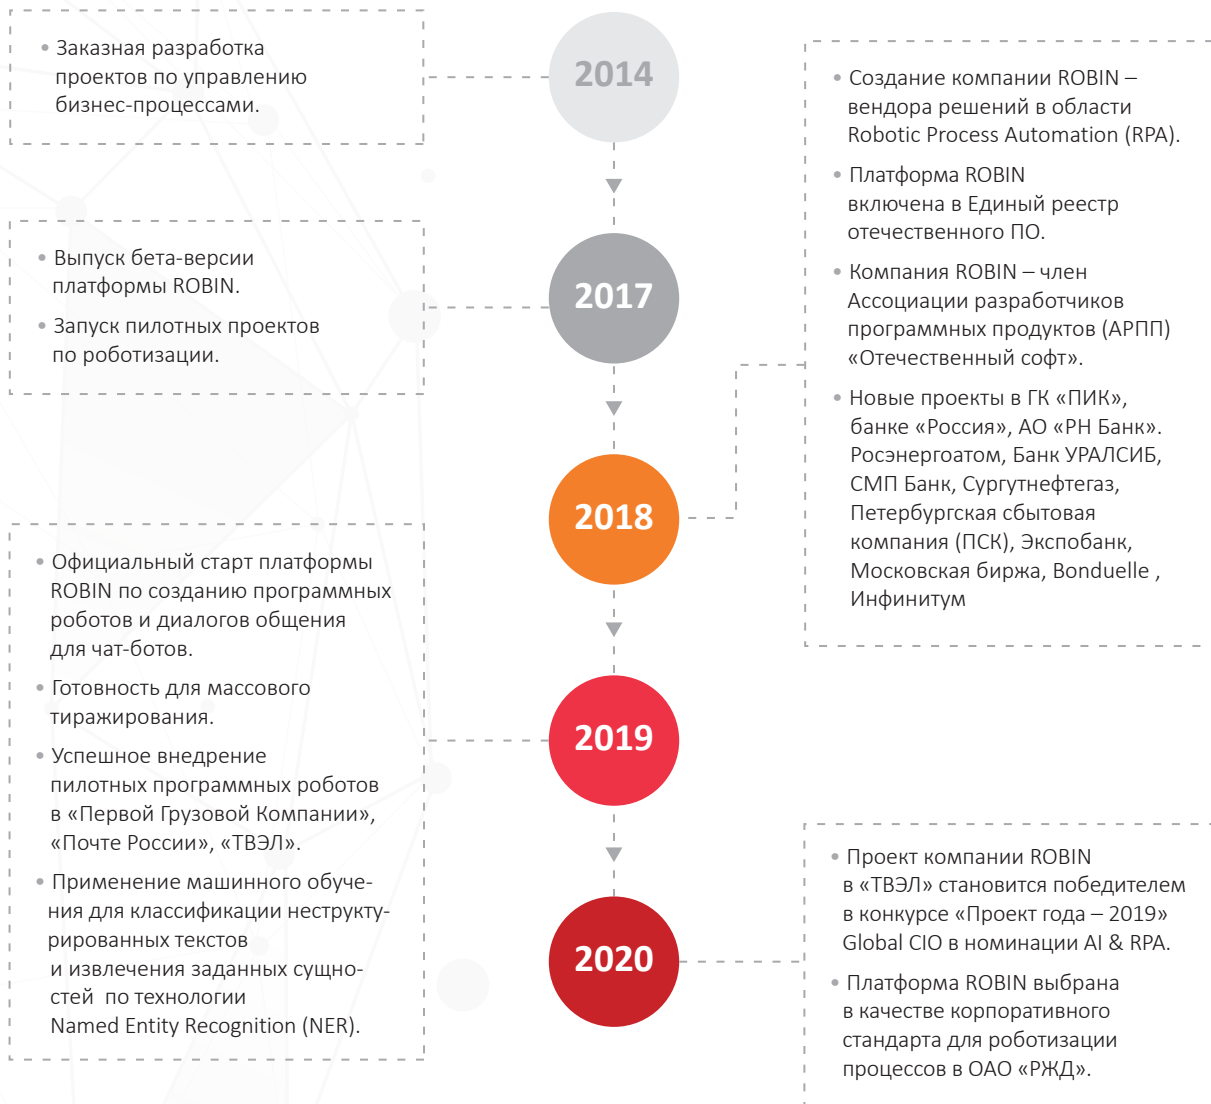 2014
• Заказная разработка
проектов по управлению
бизнес-процессами.
2017
• Выпуск бета-версии
платформы ROBIN.
• Запуск пилотных проектов
по роботизации.
2018
• Создание компании ROBIN –
вендора решений в области
Robotic Process Automation (RPA).
• Платформа ROBIN
включена в Единый реестр
отечественного ПО.
• Компания ROBIN – член
Ассоциации разработчиков
программных продуктов (АРПП)
«Отечественный софт».
• Новые проекты в ГК «ПИК»,
банке «Россия», АО «РН Банк».
Росэнергоатом, Банк УРАЛСИБ,
СМП Банк, Сургутнефтегаз,
Петербургская сбытовая
компания (ПСК), Экспобанк,
Московская биржа, Bonduelle ,
Инфинитум
2019
• Официальный старт платформы
ROBIN по созданию программных
роботов и диалогов общения
для чат-ботов.
• Готовность для массового
тиражирования.
• Успешное внедрение
пилотных программных роботов
в «Первой Грузовой Компании»,
«Почте России», «ТВЭЛ».
• Применение машинного обуче-
ния для классификации неструкту-
рированных текстов
и извлечения заданных сущно-
стей по технологии
Named Entity Recognition (NER).
2020
• Проект компании ROBIN
в «ТВЭЛ» становится победителем
в конкурсе «Проект года – 2019»
Global CIO в номинации AI & RPA.
• Платформа ROBIN выбрана
в качестве корпоративного
стандарта для роботизации
процессов в ОАО «РЖД».